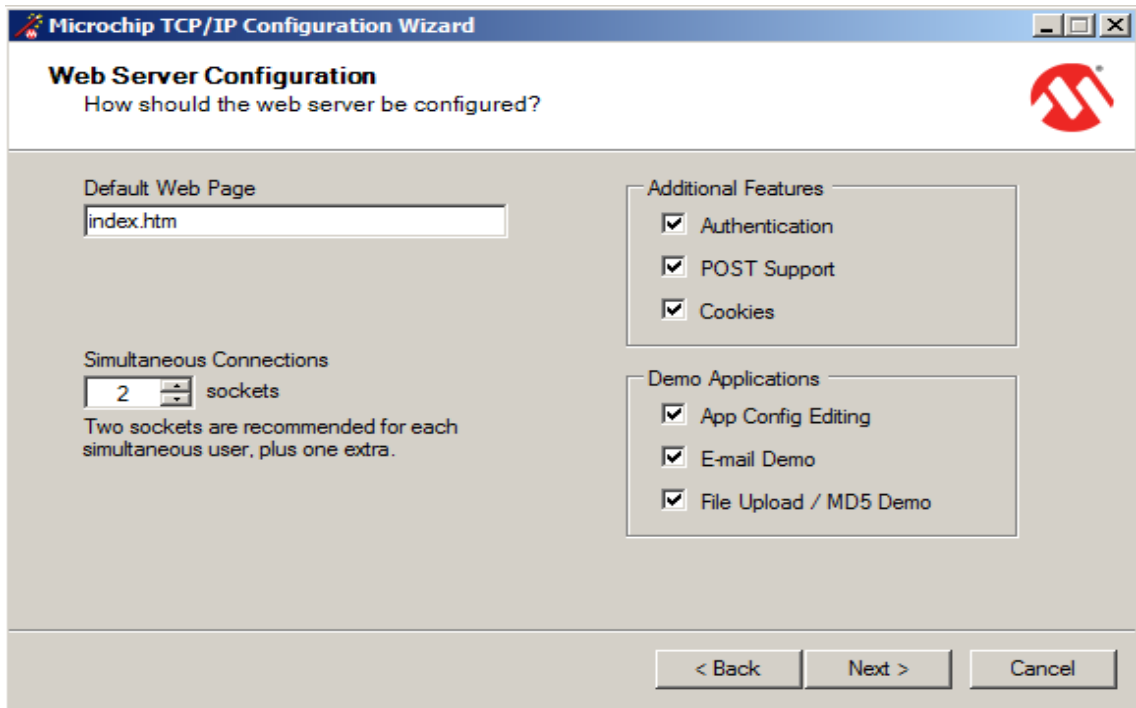 Microchip TCP/IP Configuration Wizard
Web Server Configuration
How should the web server be configured?
Default Web Page
index.htm
Simultaneous Connections
2 sockets
Two sockets are recommended for each
simultaneous user, plus one extra.
Additional Features
Authentication
POST Support
Cookies
Demo Applications
App Config Editing
E-mail Demo
File Upload / MD5 Demo
< Back
Next >
Cancel